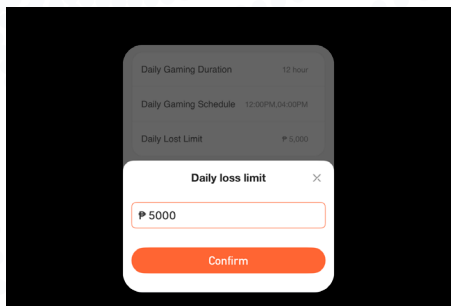 Daily Gaming Duration 12 hour
Daily Gaming Schedule 12:00PM,04:00PM
Daily Lost Limit ₱ 5,000
Daily loss limit
₱ 5000
Confirm